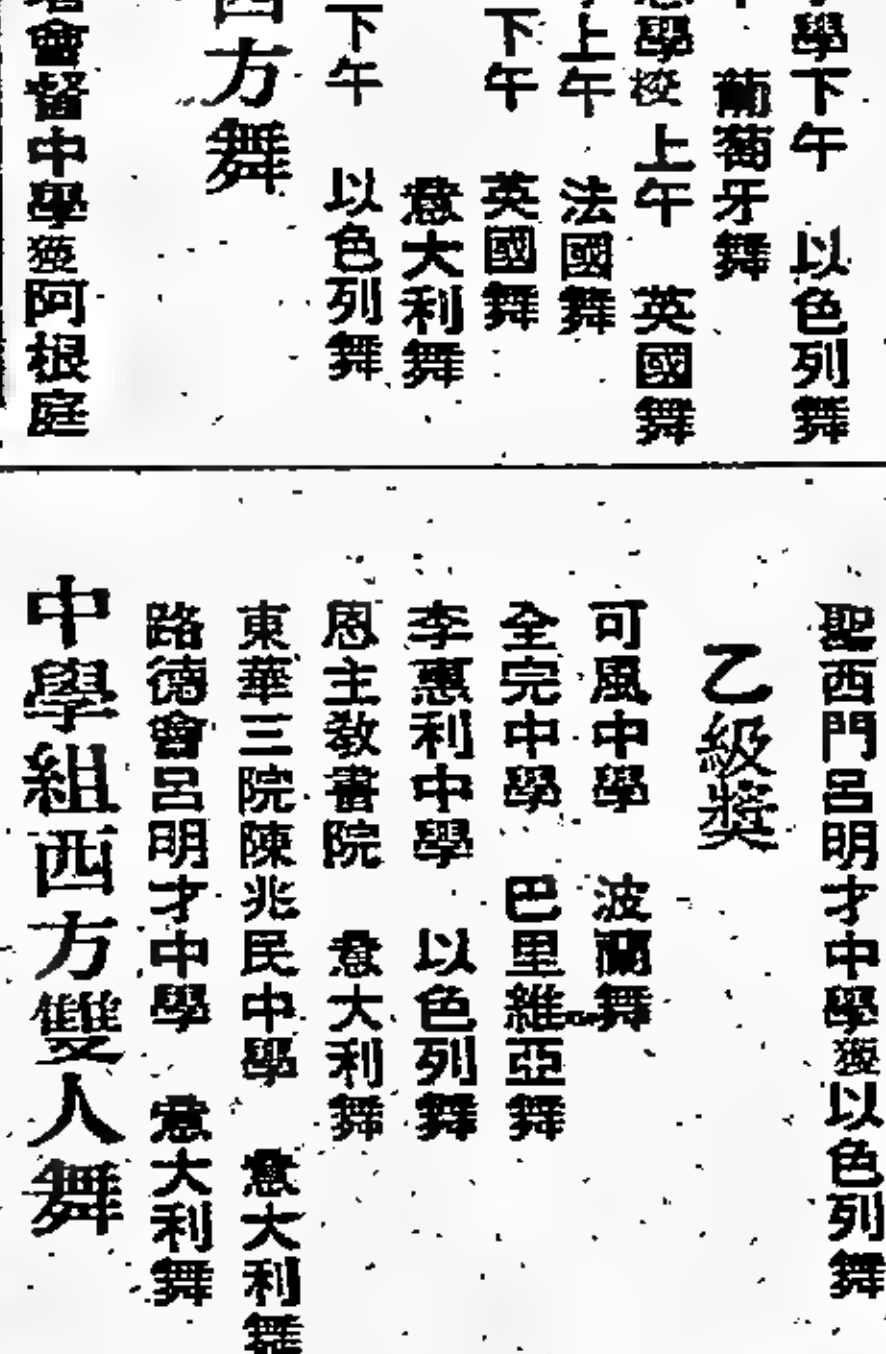 學下午　以色列舞
葡萄牙舞
學校上午　英國舞
上午　法國舞
下午　英國舞
意大利舞
下午　以色列舞
西方舞
會督中學獲阿根庭
聖西門呂明才中學獲以色列舞
乙級獎
可風中學　波蘭舞
全完中學　巴里維亞舞
李惠利中學　以色列舞
恩主教書院　意大利舞
東華三院陳兆民中學　意大利舞
路德會呂明才中學　意大利舞
中學組西方雙人舞